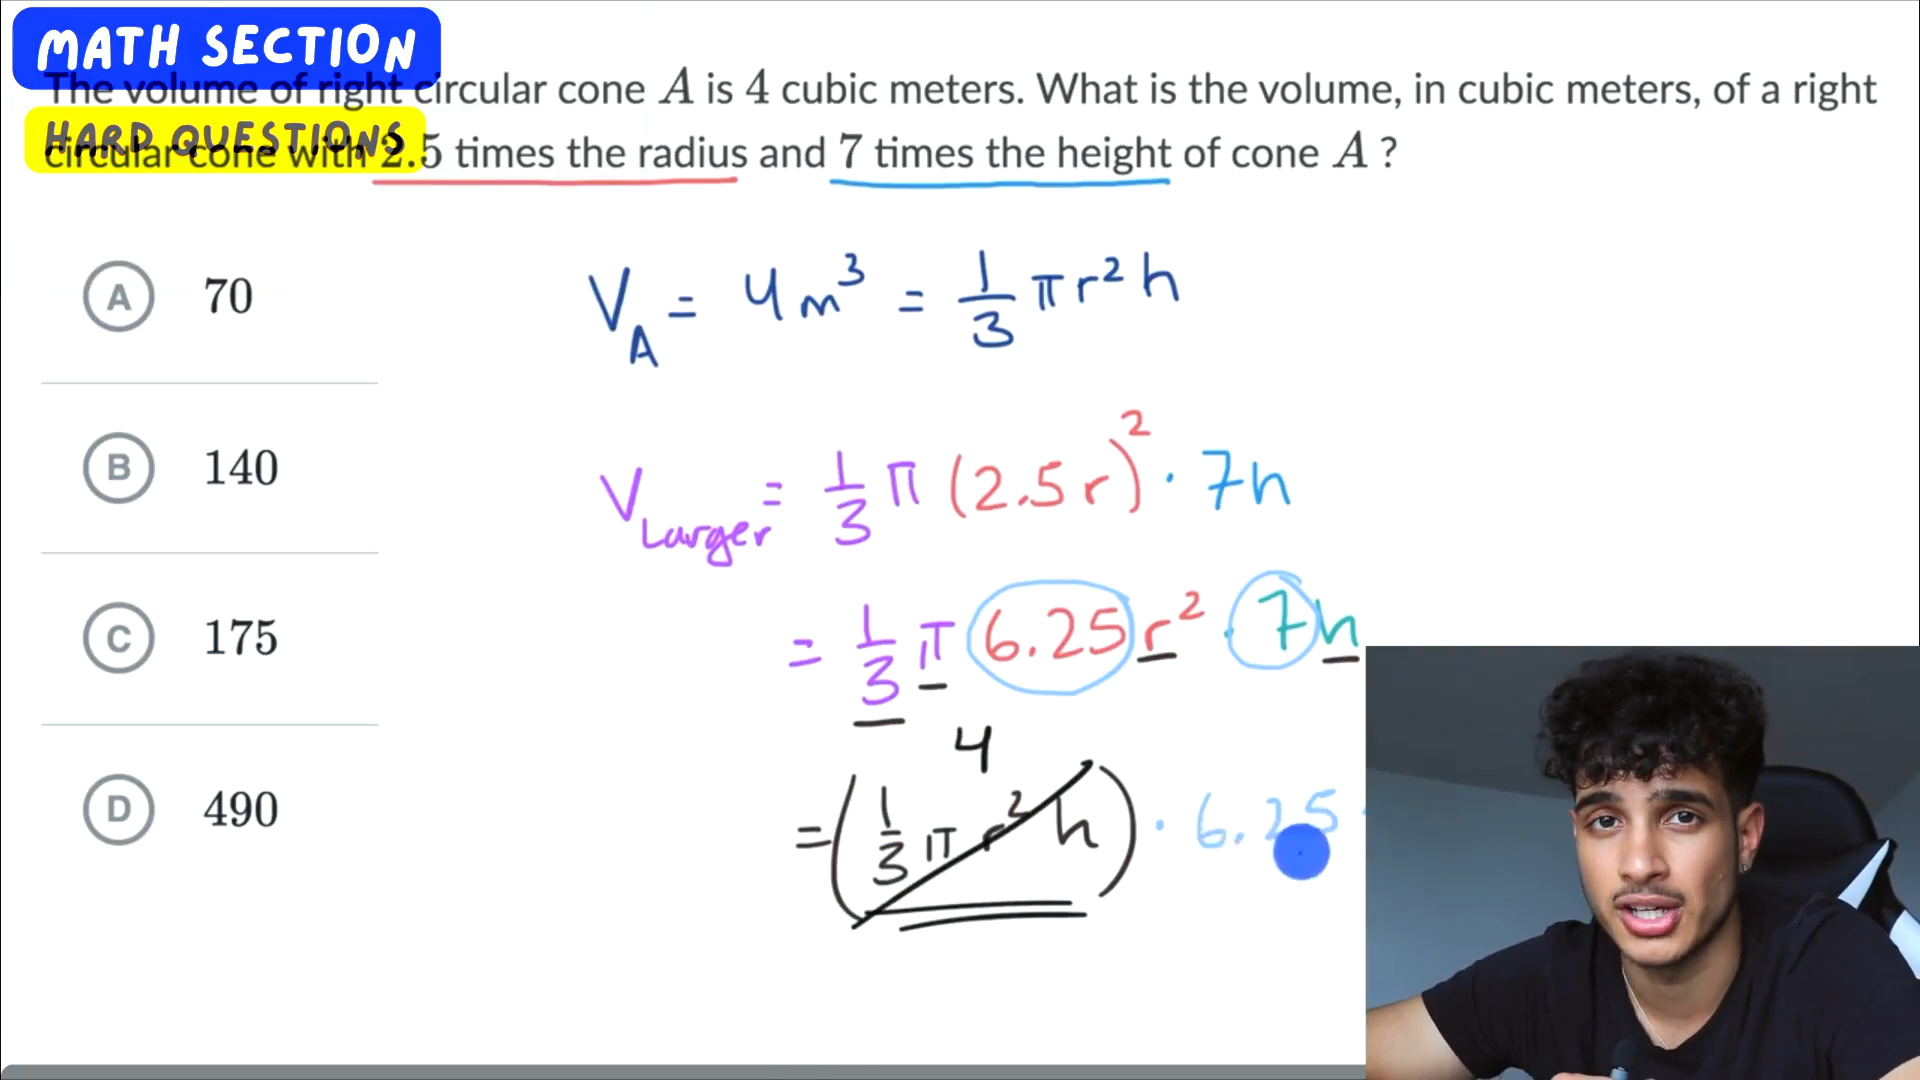 MATH SECTION
The volume of right circular cone A is 4 cubic meters. What is the volume, in cubic meters, of a right
HARD QUESTIONS
circular cone with 2.5 times the radius and 7 times the height of cone A ?
A 70
B 140
C 175
D 490
V_A = 4m³ = 1/3 πr²h
V_Larger = 1/3 π (2.5r)² · 7h
= 1/3 π 6.25r² · 7h
4
= (1/3 π r² h) · 6.25